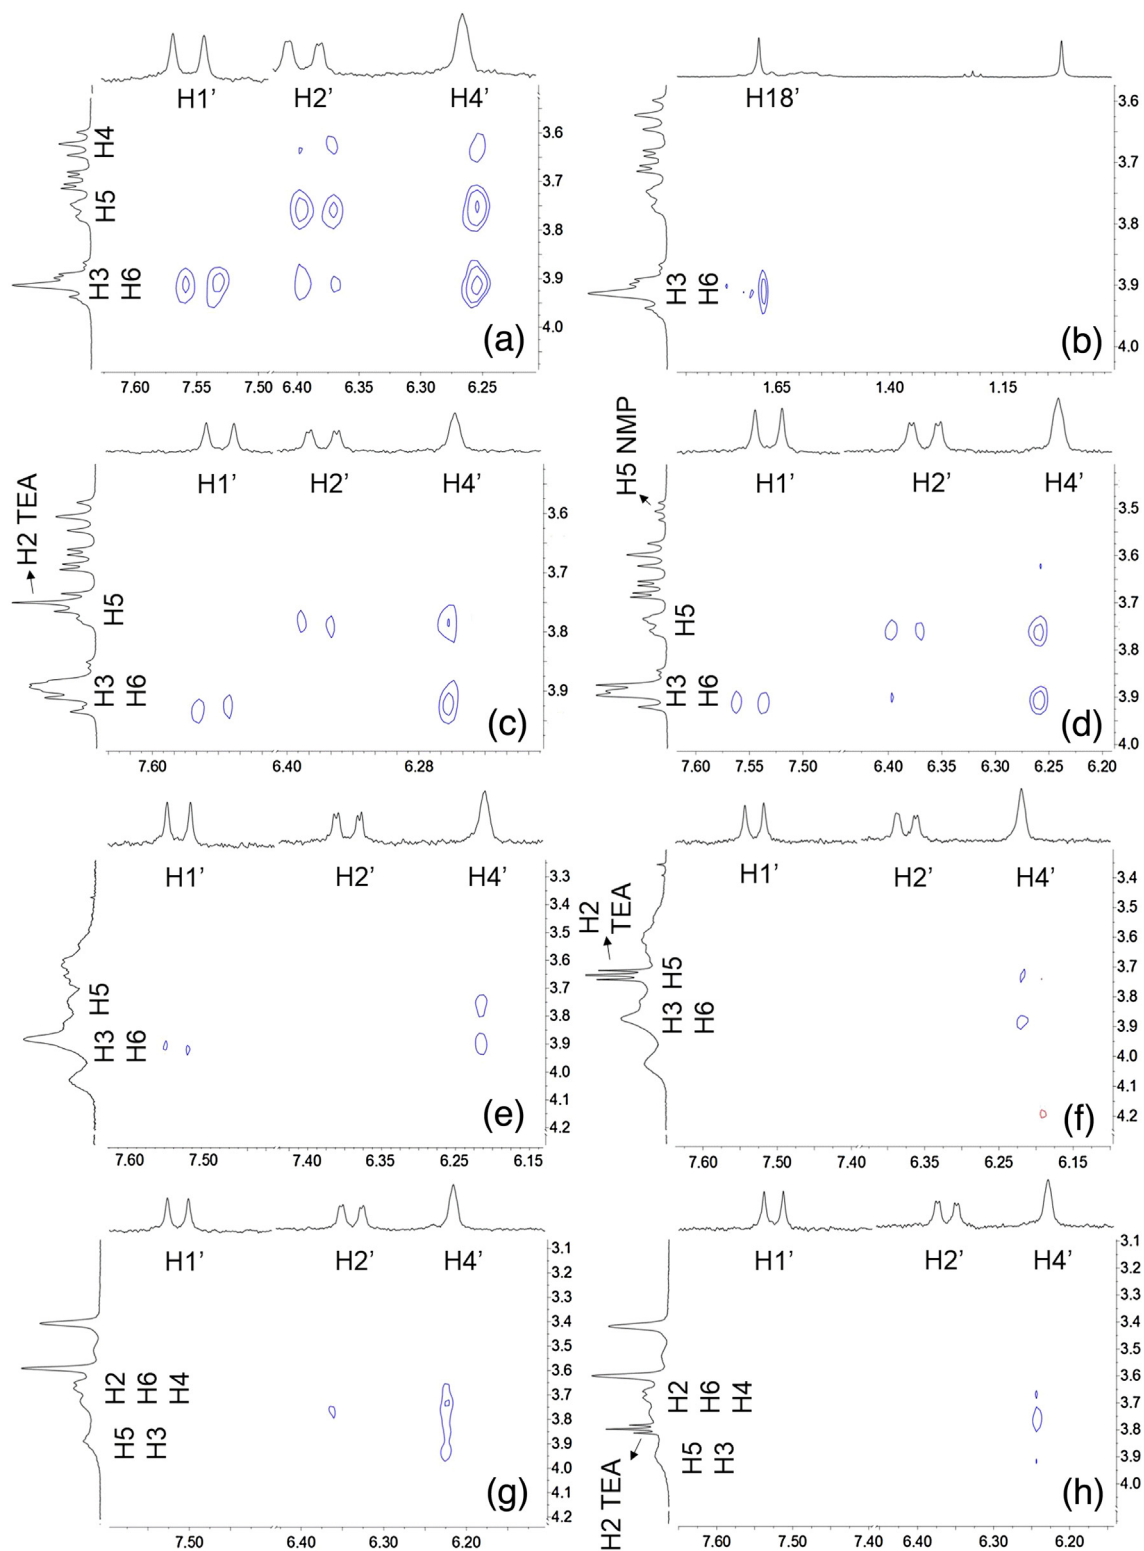 H1’ H2’ H4’
H4
H5
H3 H6
3.6
3.7
3.8
3.9
4.0
(a)
7.60 7.55 7.50 6.40 6.35 6.30 6.25
H18’
H3 H6
3.6
3.7
3.8
3.9
4.0
(b)
1.65 1.40 1.15
H2 TEA
H1’ H2’ H4’
H5
H3 H6
3.6
3.7
3.8
3.9
(c)
7.60 6.40 6.28
H5 NMP
H1’ H2’ H4’
H5
H3 H6
3.5
3.6
3.7
3.8
3.9
4.0
(d)
7.60 7.55 7.50 6.40 6.35 6.30 6.25 6.20
H1’ H2’ H4’
H5
H3 H6
3.3
3.4
3.5
3.6
3.7
3.8
3.9
4.0
4.1
4.2
(e)
7.60 7.50 6.35 6.25 6.15
H1’ H2’ H4’
H2
TEA
H5
H3 H6
3.4
3.5
3.6
3.7
3.8
3.9
4.0
4.1
4.2
(f)
7.60 7.50 7.40 6.35 6.25 6.15
H1’ H2’ H4’
H2 H6 H4
H5 H3
3.1
3.2
3.3
3.4
3.5
3.6
3.7
3.8
3.9
4.0
4.1
4.2
(g)
7.50 6.30 6.20
H1’ H2’ H4’
H2 H6 H4
H5 H3
H2 TEA
3.1
3.2
3.3
3.4
3.5
3.6
3.7
3.8
3.9
4.0
(h)
7.60 7.50 7.40 6.40 6.30 6.20